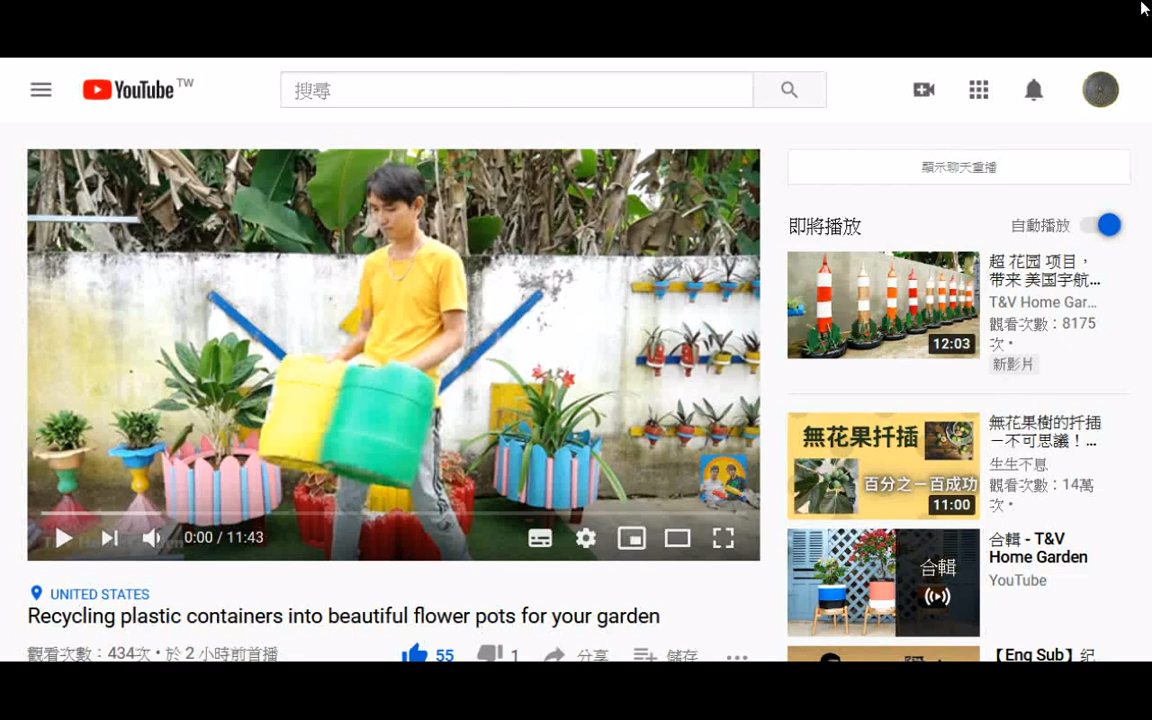 YouTube TW
搜尋
顯示聊天重播
即將播放
自動播放
超 花园 项目，
带来 美国宇航...
T&V Home Gar...
觀看次數：8175
次・
新影片
12:03
無花果扦插
百分之一百成功
11:00
無花果樹的扦插
－不可思議！...
生生不息
觀看次數：14萬
次・
合輯
合輯 - T&V
Home Garden
YouTube
【Eng Sub】纪
0:00 / 11:43
UNITED STATES
Recycling plastic containers into beautiful flower pots for your garden
觀看次數：434次・於 2 小時前首播
55
1
分享
儲存